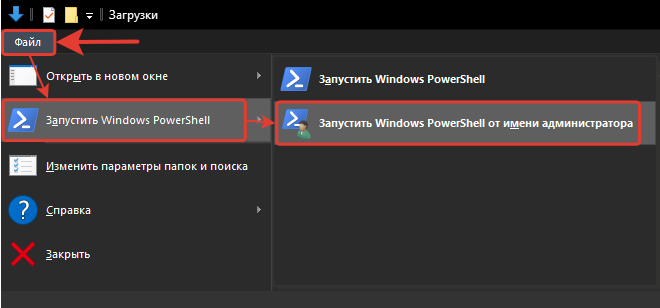 Загрузки
Файл
Открыть в новом окне
Запустить Windows PowerShell
Изменить параметры папок и поиска
Справка
Закрыть
Запустить Windows PowerShell
Запустить Windows PowerShell от имени администратора